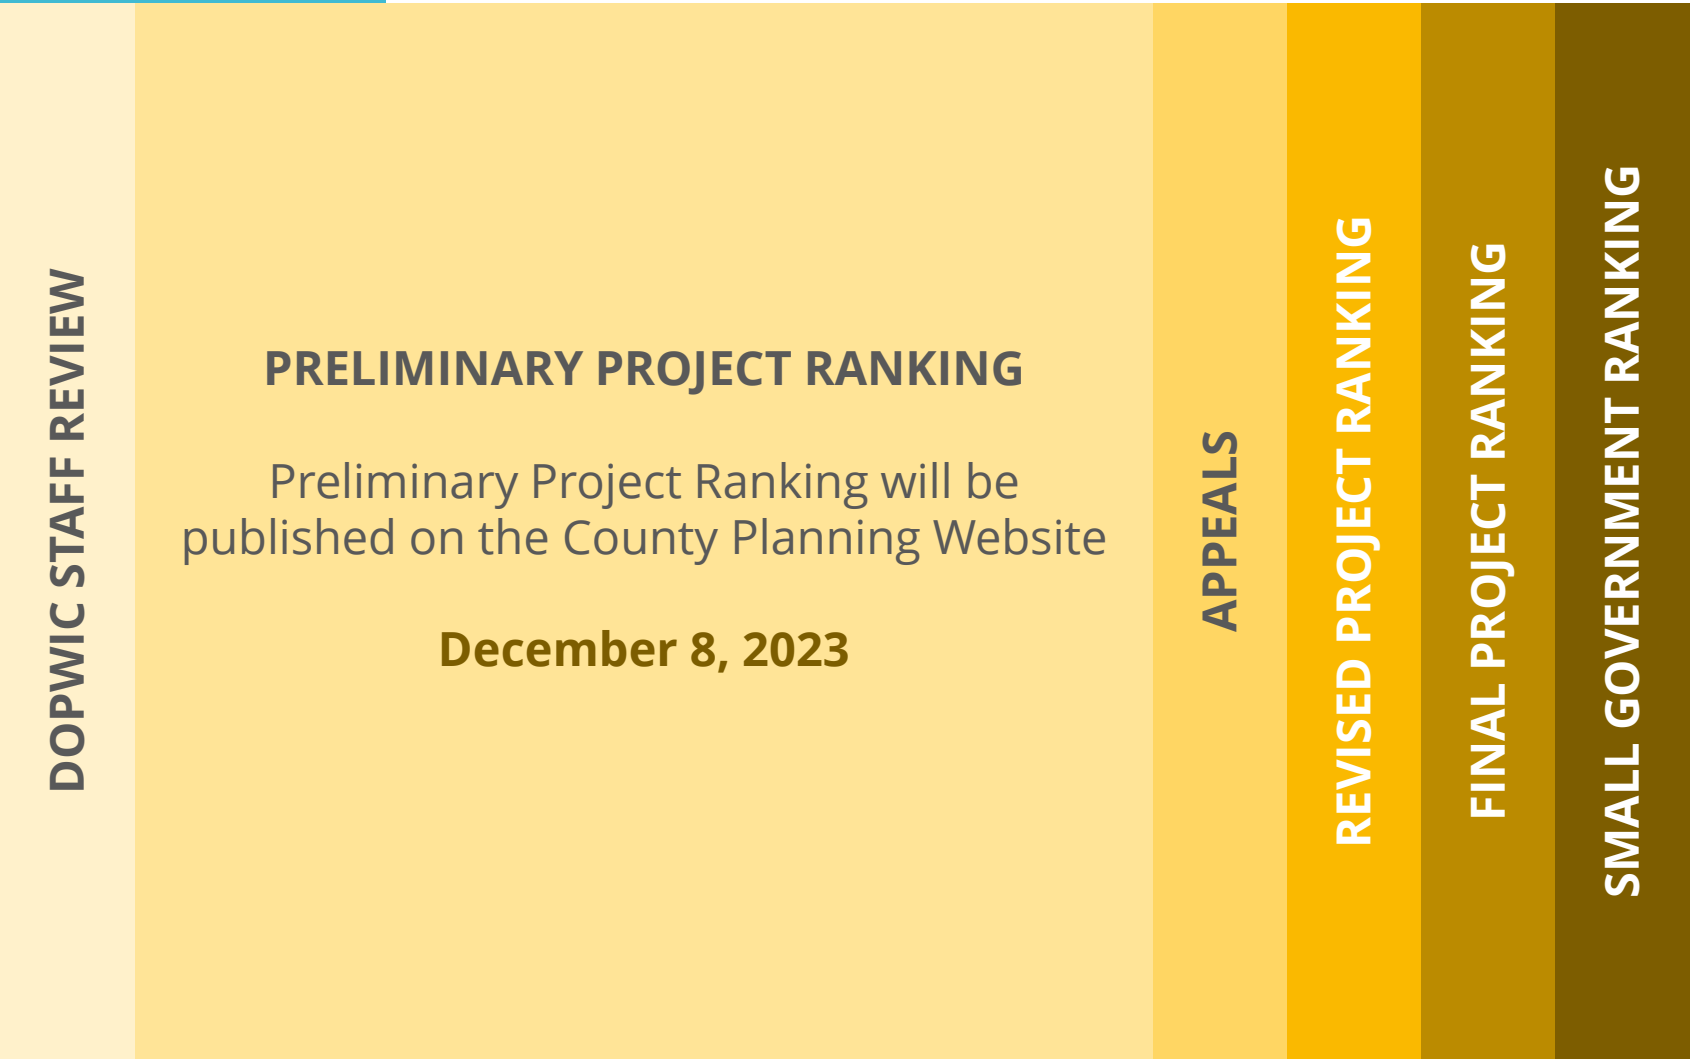 DOPWIC STAFF REVIEW
PRELIMINARY PROJECT RANKING
Preliminary Project Ranking will be
published on the County Planning Website
December 8, 2023
APPEALS
REVISED PROJECT RANKING
FINAL PROJECT RANKING
SMALL GOVERNMENT RANKING